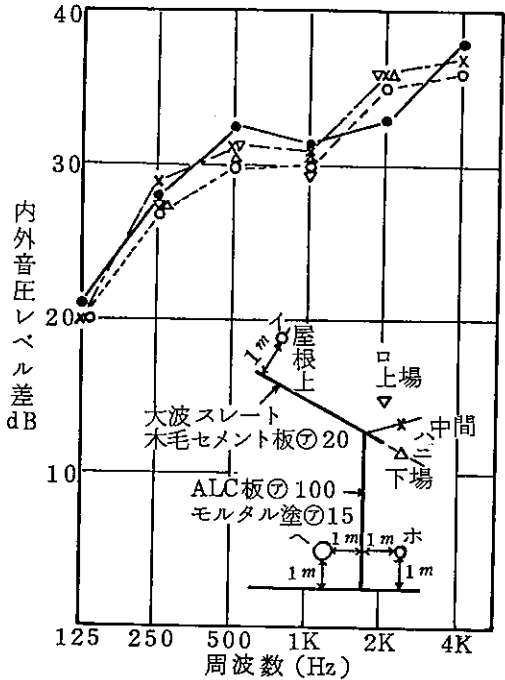 40
30
20
10
内外音圧レベル差
dB
125 250 500 1K 2K 4K
周波数(Hz)
イ
屋根上
1m
ロ
上場
ハ
中間
ニ
下場
大波スレート
木毛セメント板㋐20
ALC板㋐100
モルタル塗㋐15
ヘ
1m 1m
ホ
1m
1m